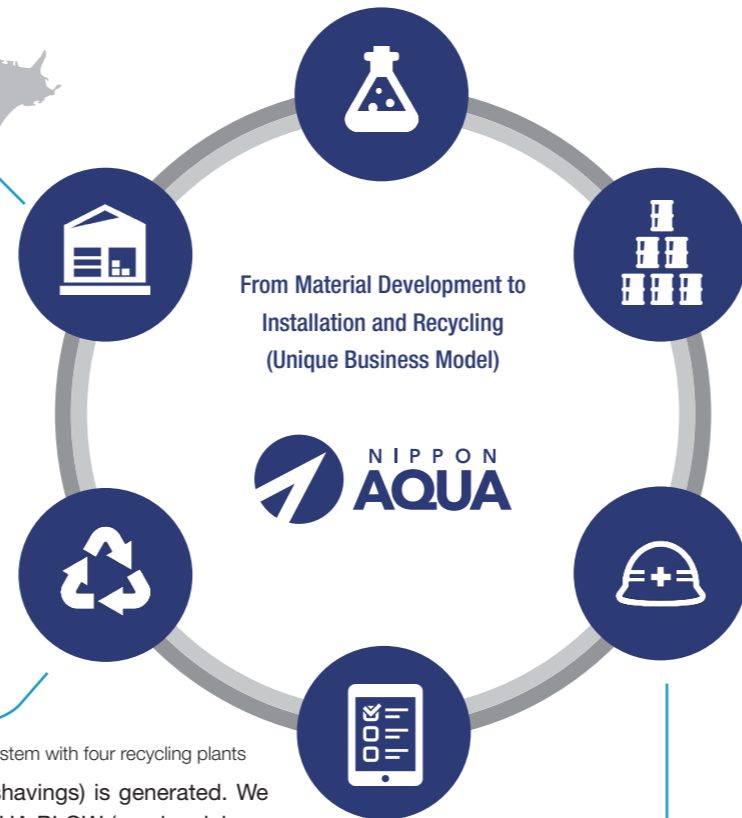 From Material Development to
Installation and Recycling
(Unique Business Model)
NIPPON
AQUA
stem with four recycling plants
havings) is generated. We